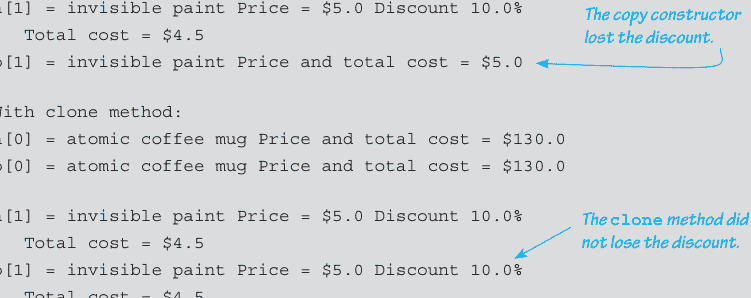 [1] = invisible paint Price = $5.0 Discount 10.0%
Total cost = $4.5
[1] = invisible paint Price and total cost = $5.0
The copy constructor
lost the discount.
With clone method:
[0] = atomic coffee mug Price and total cost = $130.0
[0] = atomic coffee mug Price and total cost = $130.0
[1] = invisible paint Price = $5.0 Discount 10.0%
Total cost = $4.5
[1] = invisible paint Price = $5.0 Discount 10.0%
Total cost = $4.5
The clone method did
not lose the discount.